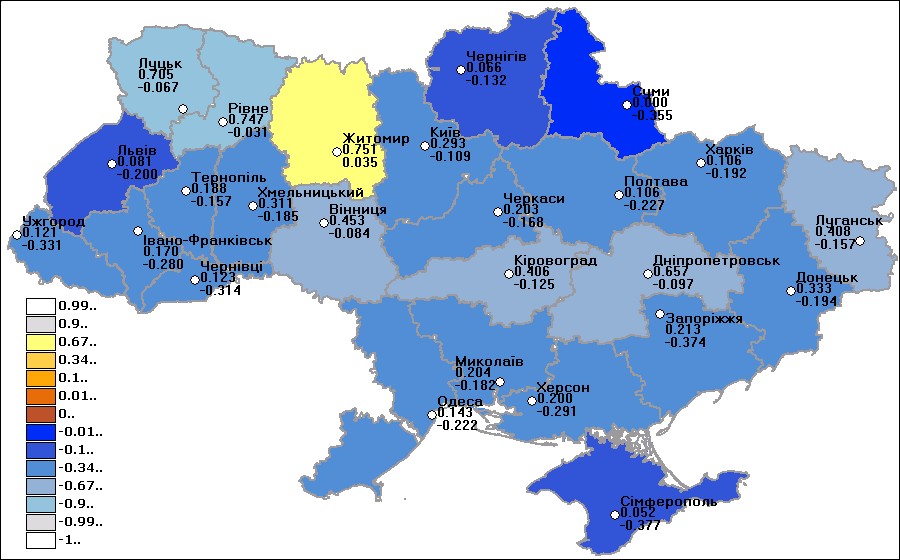 Чернігів
0.066
-0.132
Луцьк
0.705
-0.067
Суми
0.000
-0.355
Рівне
0.747
-0.031
Житомир
0.751
0.035
Київ
0.293
-0.109
Львів
0.081
-0.200
Харків
0.106
-0.192
Тернопіль
0.188
-0.157
Хмельницький
0.311
-0.185
Полтава
0.106
-0.227
Черкаси
0.203
-0.168
Вінниця
0.453
-0.084
Ужгород
0.121
-0.331
Луганськ
0.408
-0.157
Івано-Франківськ
0.170
-0.280
Чернівці
0.123
-0.314
Кіровоград
0.406
-0.125
Дніпропетровськ
0.657
-0.097
Донецьк
0.333
-0.194
Запоріжжя
0.213
-0.374
Миколаїв
0.204
-0.182
Херсон
0.200
-0.291
Одеса
0.143
-0.222
Сімферополь
0.052
-0.377
0.99..
0.9..
0.67..
0.34..
0.1..
0.01..
0..
-0.01..
-0.1..
-0.34..
-0.67..
-0.9..
-0.99..
-1..